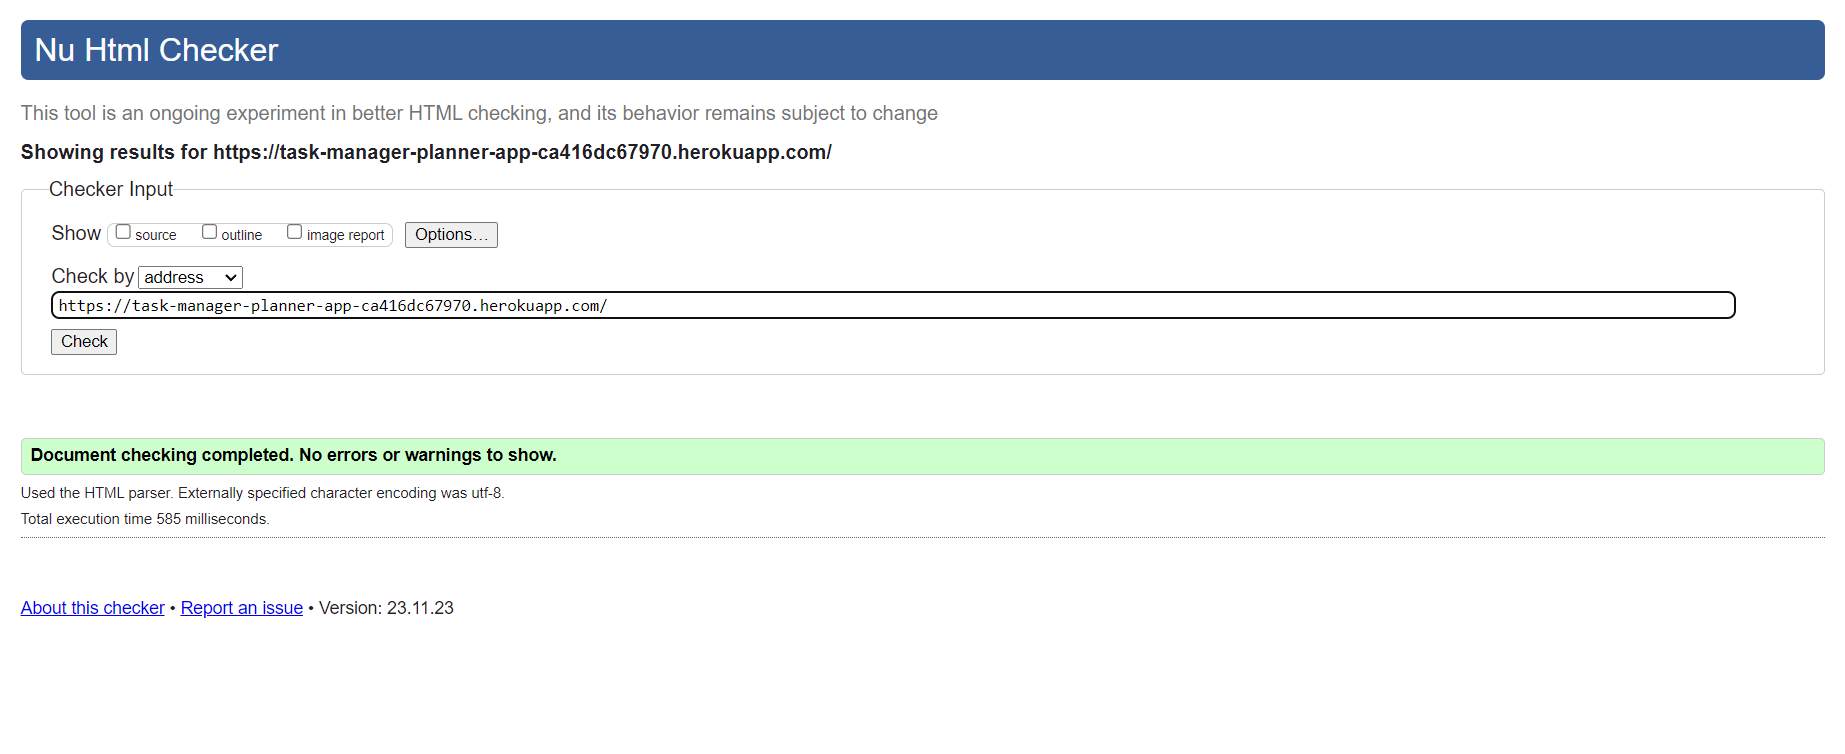 Nu Html Checker
This tool is an ongoing experiment in better HTML checking, and its behavior remains subject to change
Showing results for https://task-manager-planner-app-ca416dc67970.herokuapp.com/
Checker Input
Show source outline image report Options...
Check by address
https://task-manager-planner-app-ca416dc67970.herokuapp.com/
Check
Document checking completed. No errors or warnings to show.
Used the HTML parser. Externally specified character encoding was utf-8.
Total execution time 585 milliseconds.
About this checker • Report an issue • Version: 23.11.23